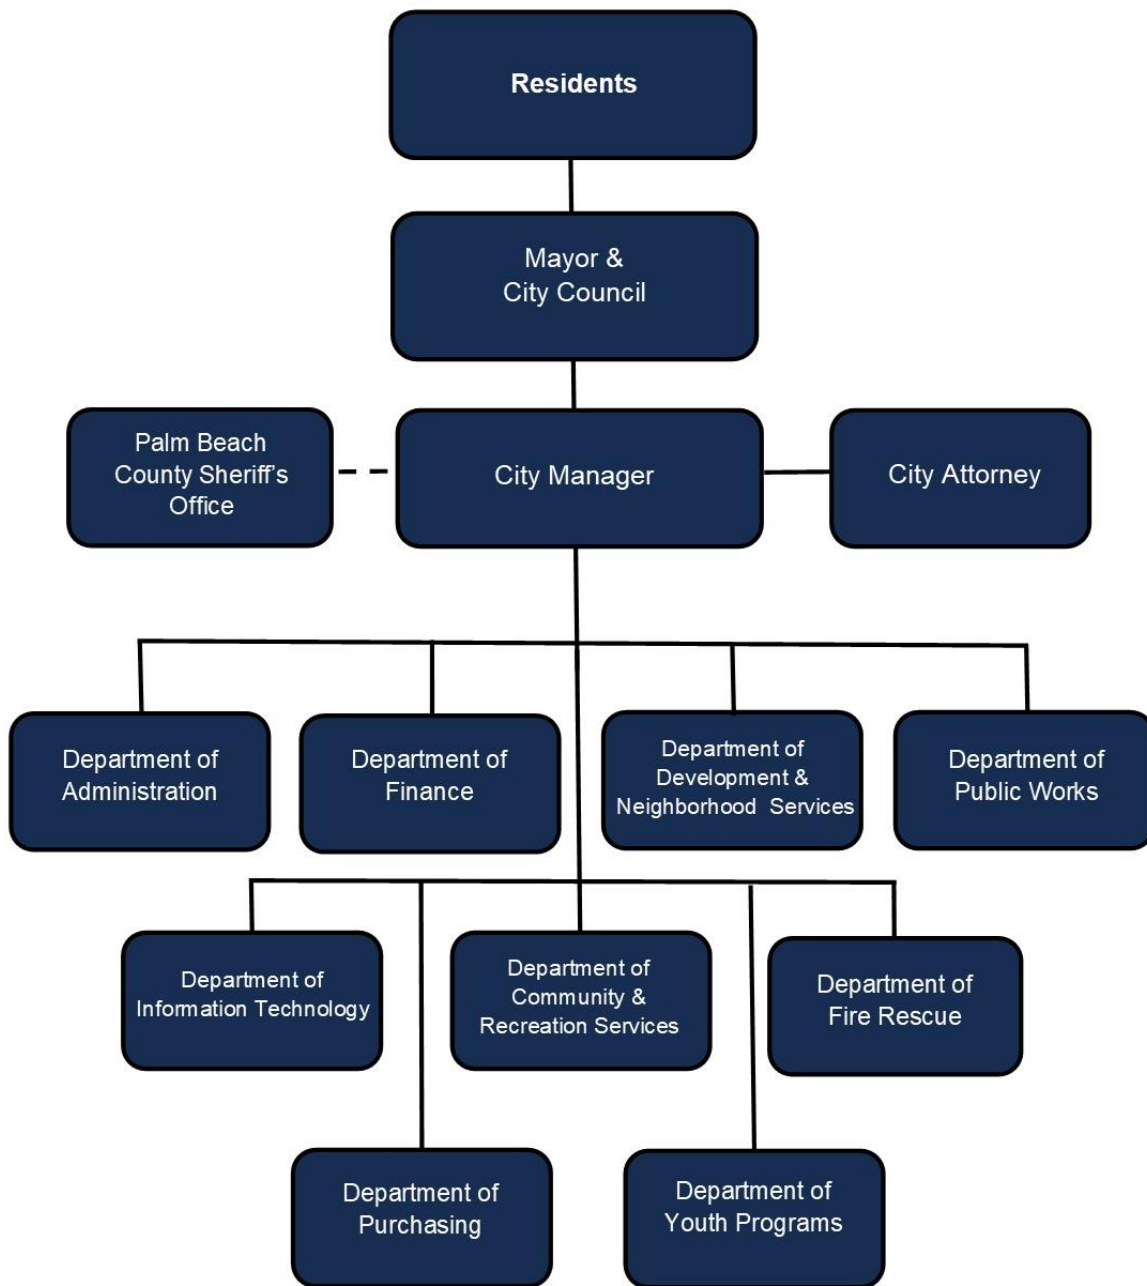 Residents
Mayor &
City Council
Palm Beach
County Sheriff's
Office
City Manager
City Attorney
Department of
Administration
Department of
Finance
Department of
Development &
Neighborhood Services
Department of
Public Works
Department of
Information Technology
Department of
Community &
Recreation Services
Department of
Fire Rescue
Department of
Purchasing
Department of
Youth Programs